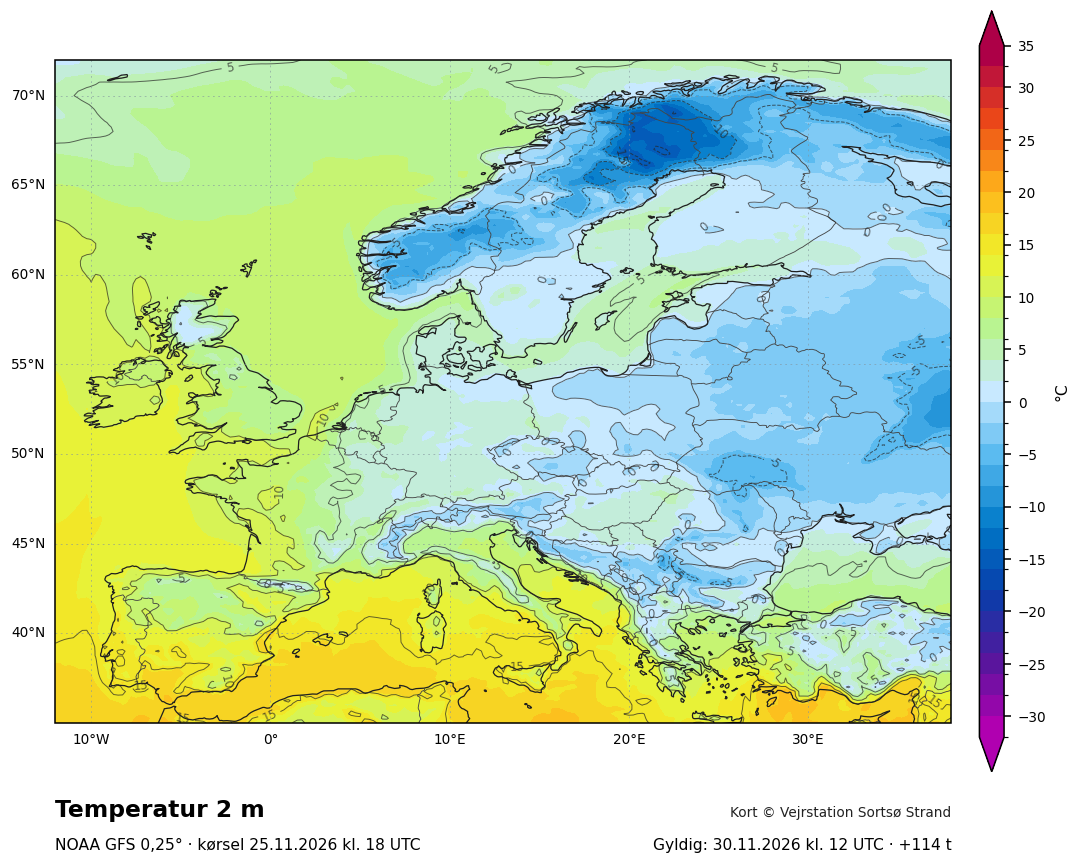 70°N
65°N
60°N
55°N
50°N
45°N
40°N
10°W
0°
10°E
20°E
30°E
35
30
25
20
15
10
5
0
−5
−10
−15
−20
−25
−30
°C
Temperatur 2 m
Kort © Vejrstation Sortsø Strand
NOAA GFS 0,25° · kørsel 25.11.2026 kl. 18 UTC
Gyldig: 30.11.2026 kl. 12 UTC · +114 t